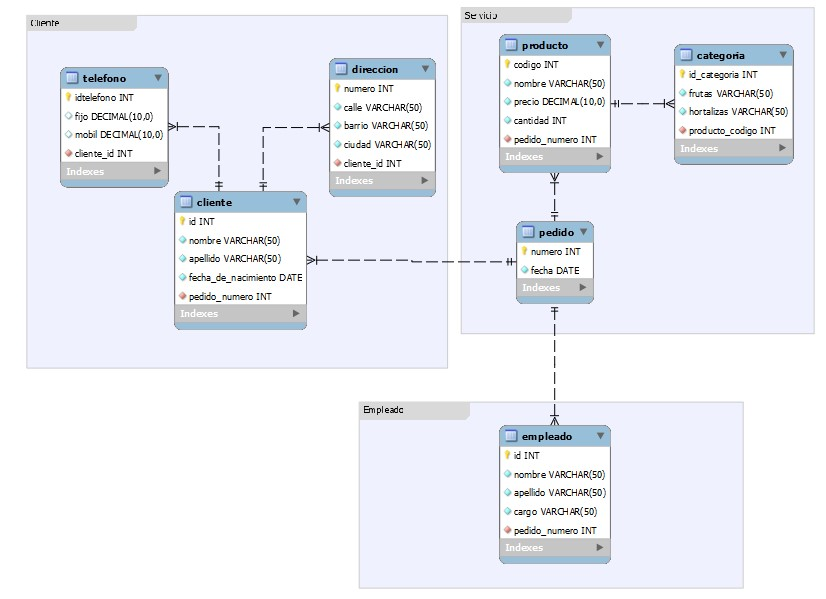 Cliente
telefono
idtelefono INT
fijo DECIMAL(10,0)
mobil DECIMAL(10,0)
cliente_id INT
Indexes
direccion
numero INT
calle VARCHAR(50)
barrio VARCHAR(50)
ciudad VARCHAR(50)
cliente_id INT
Indexes
cliente
id INT
nombre VARCHAR(50)
apellido VARCHAR(50)
fecha_de_nacimiento DATE
pedido_numero INT
Indexes
Servicio
producto
codigo INT
nombre VARCHAR(50)
precio DECIMAL(10,0)
cantidad INT
pedido_numero INT
Indexes
categoria
id_categoria INT
frutas VARCHAR(50)
hortalizas VARCHAR(50)
producto_codigo INT
Indexes
pedido
numero INT
fecha DATE
Indexes
Empleado
empleado
id INT
nombre VARCHAR(50)
apellido VARCHAR(50)
cargo VARCHAR(50)
pedido_numero INT
Indexes